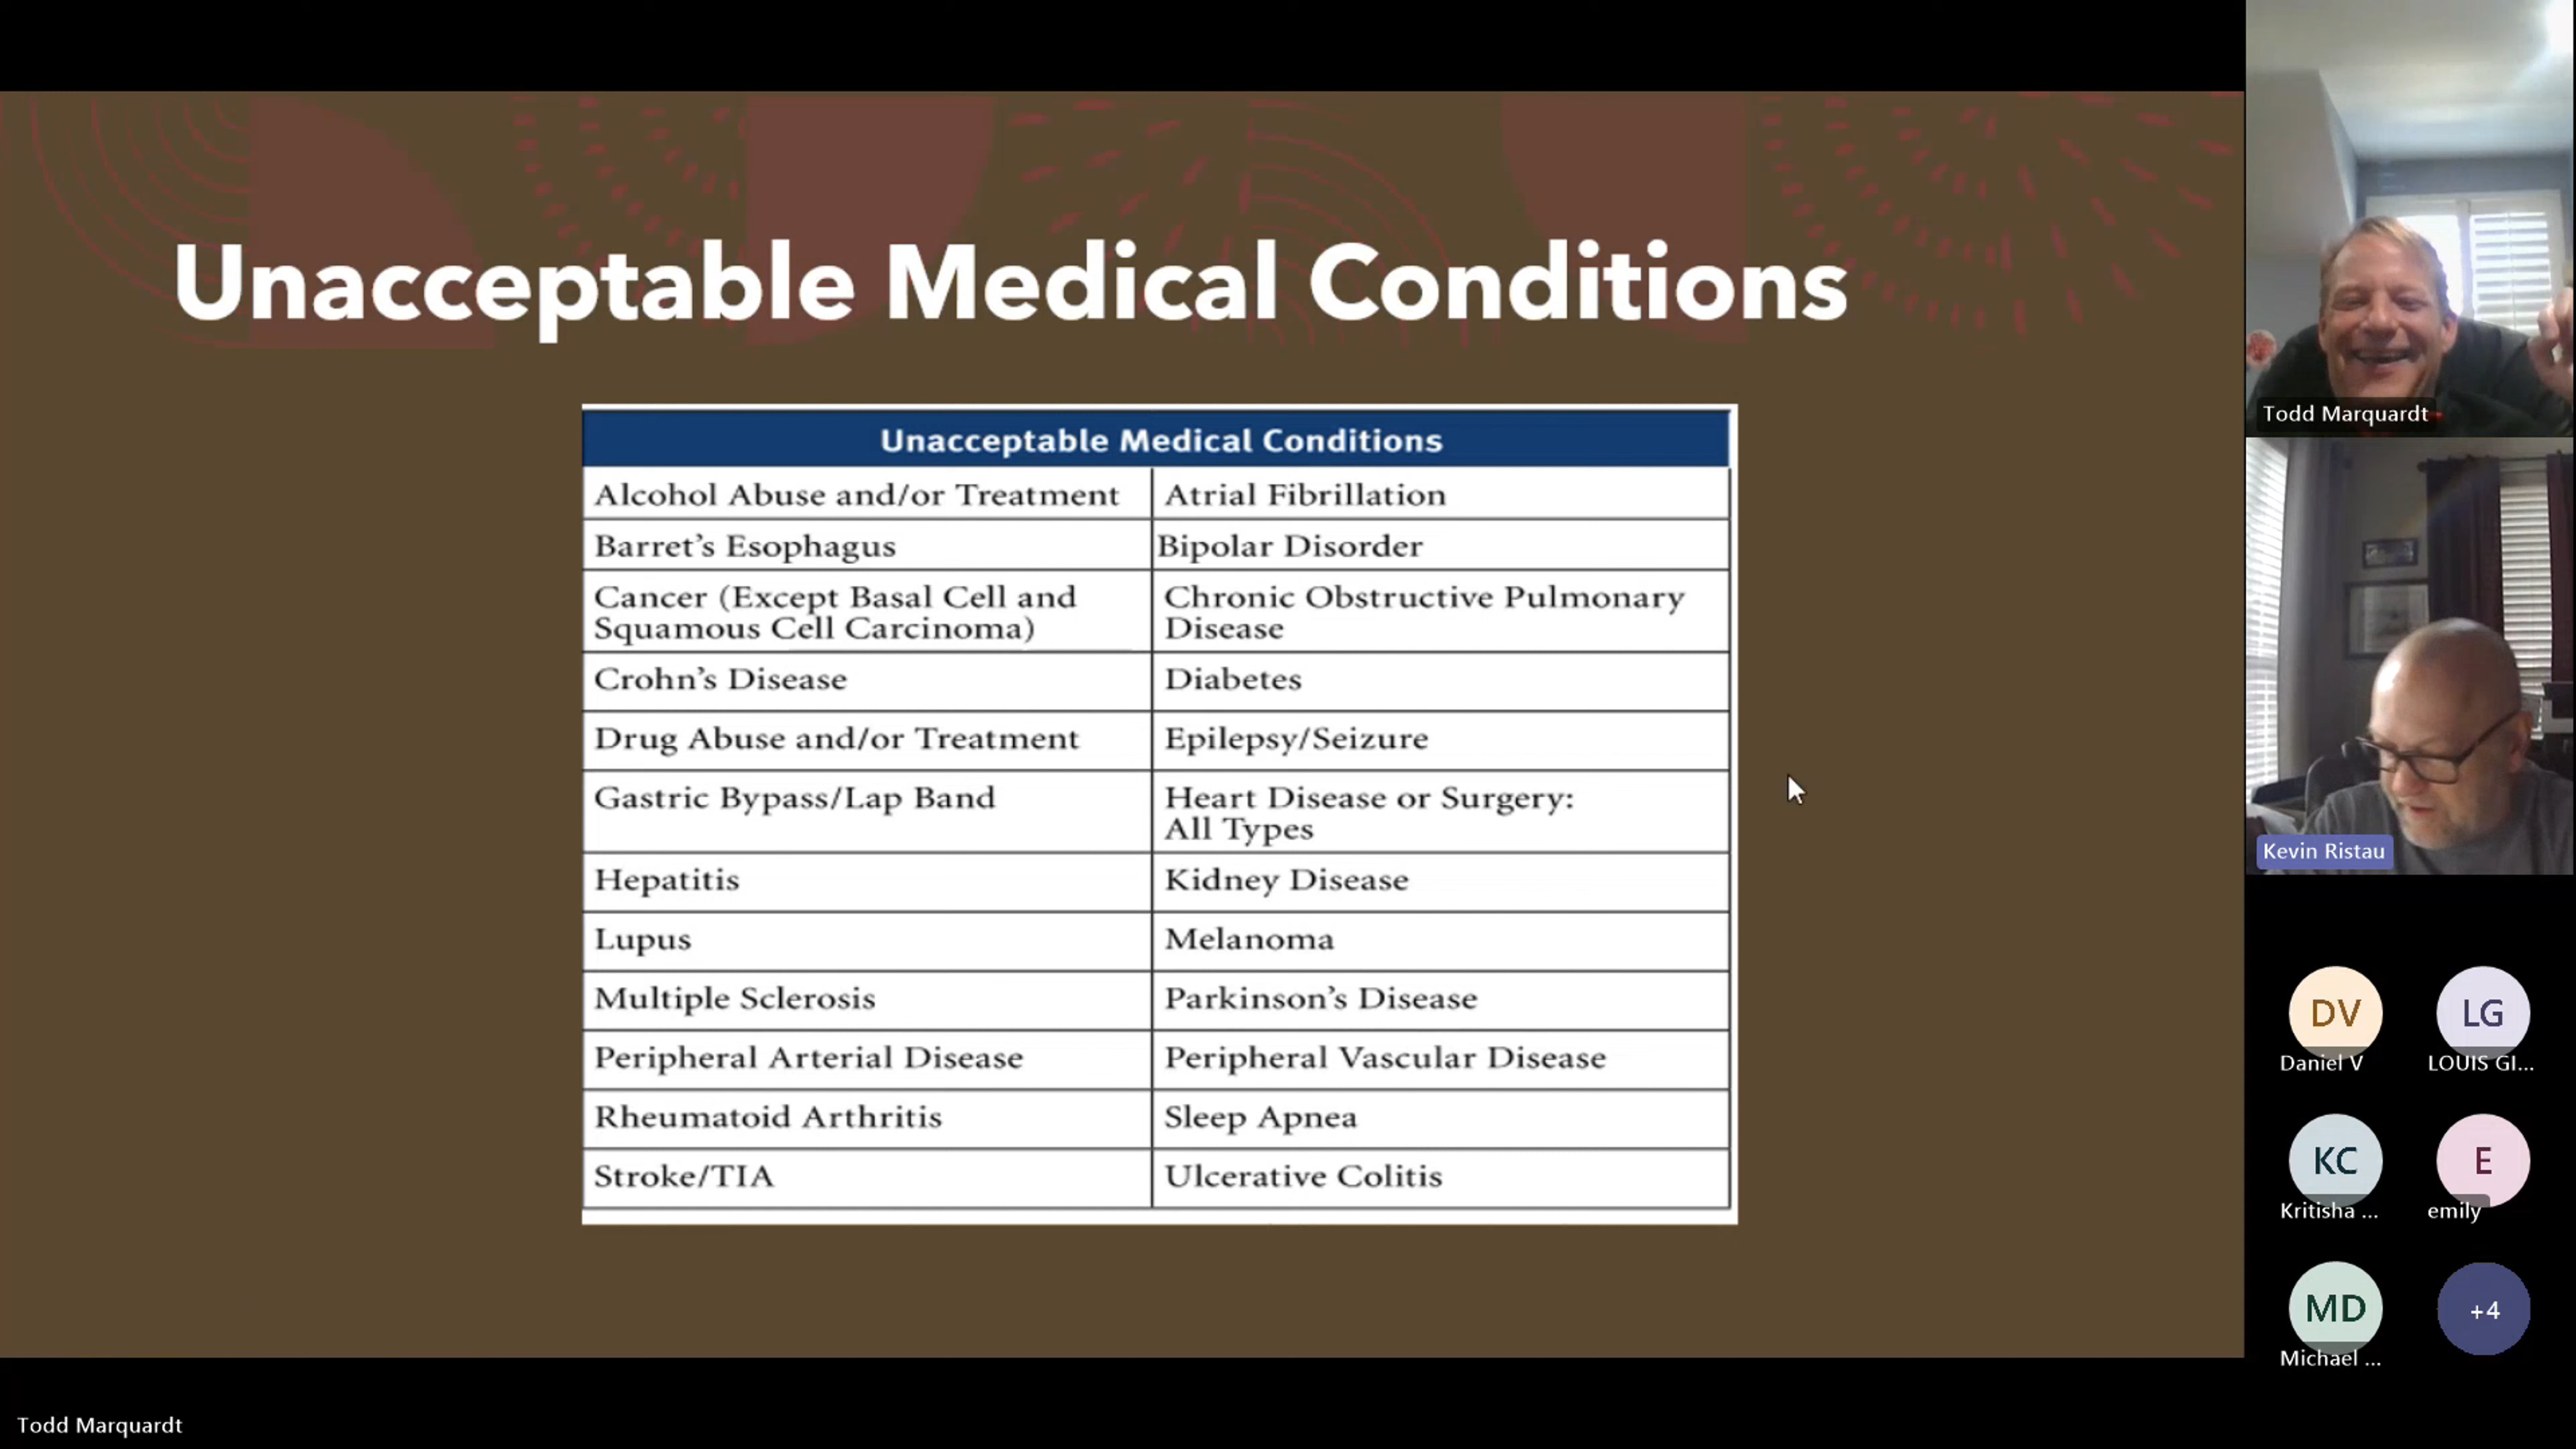 Unacceptable Medical Conditions
Unacceptable Medical Conditions
Alcohol Abuse and/or Treatment
Atrial Fibrillation
Barret’s Esophagus
Bipolar Disorder
Cancer (Except Basal Cell and
Squamous Cell Carcinoma)
Chronic Obstructive Pulmonary
Disease
Crohn’s Disease
Diabetes
Drug Abuse and/or Treatment
Epilepsy/Seizure
Gastric Bypass/Lap Band
Heart Disease or Surgery:
All Types
Hepatitis
Kidney Disease
Lupus
Melanoma
Multiple Sclerosis
Parkinson’s Disease
Peripheral Arterial Disease
Peripheral Vascular Disease
Rheumatoid Arthritis
Sleep Apnea
Stroke/TIA
Ulcerative Colitis
Todd Marquardt
Kevin Ristau
DV
Daniel V
LG
LOUIS GI...
KC
Kritisha ...
E
emily
MD
Michael ...
+4
Todd Marquardt